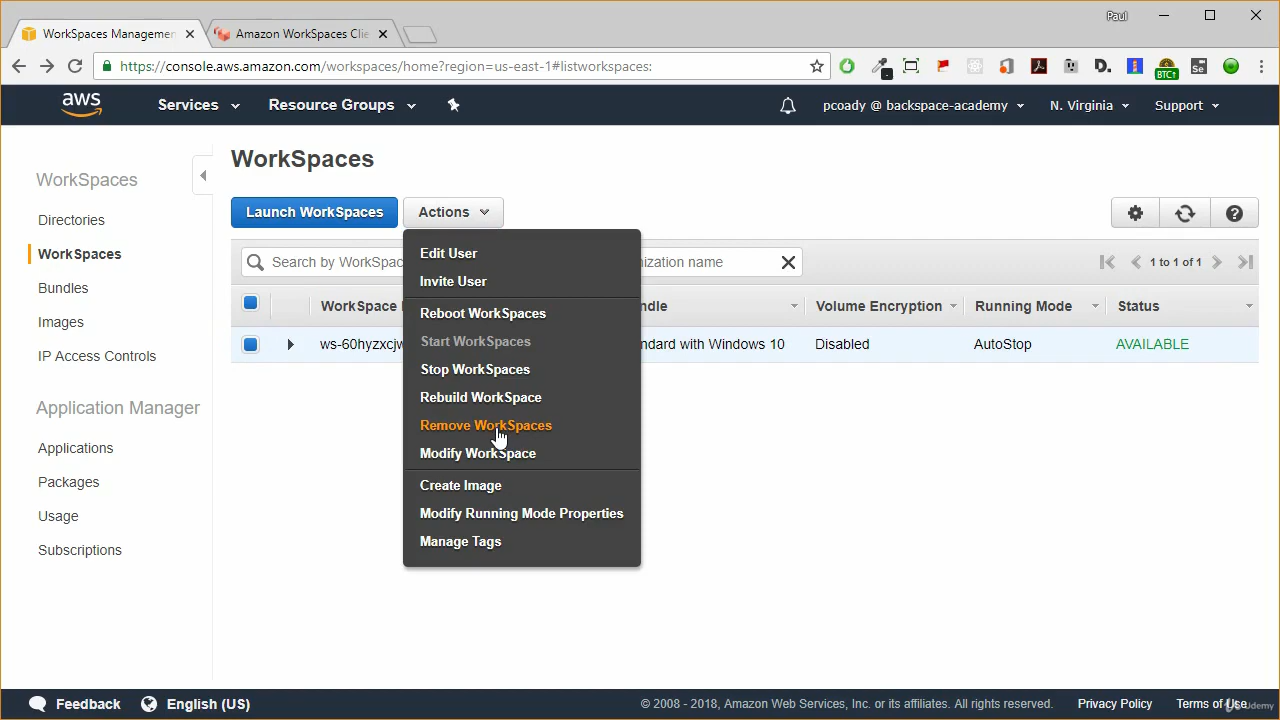 Paul
WorkSpaces Managemen
Amazon WorkSpaces Clie
https://console.aws.amazon.com/workspaces/home?region=us-east-1#listworkspaces:
D.
BTC↑
Se
aws
Services
Resource Groups
pcoady @ backspace-academy
N. Virginia
Support
WorkSpaces
Directories
WorkSpaces
Bundles
Images
IP Access Controls
Application Manager
Applications
Packages
Usage
Subscriptions
WorkSpaces
Launch WorkSpaces
Actions
Search by WorkSpac
nization name
1 to 1 of 1
WorkSpace
ndle
Volume Encryption
Running Mode
Status
ws-60hyzxcjw
ndard with Windows 10
Disabled
AutoStop
AVAILABLE
Edit User
Invite User
Reboot WorkSpaces
Start WorkSpaces
Stop WorkSpaces
Rebuild WorkSpace
Remove WorkSpaces
Modify WorkSpace
Create Image
Modify Running Mode Properties
Manage Tags
Feedback
English (US)
© 2008 - 2018, Amazon Web Services, Inc. or its affiliates. All rights reserved.
Privacy Policy
Terms of Use
Udemy